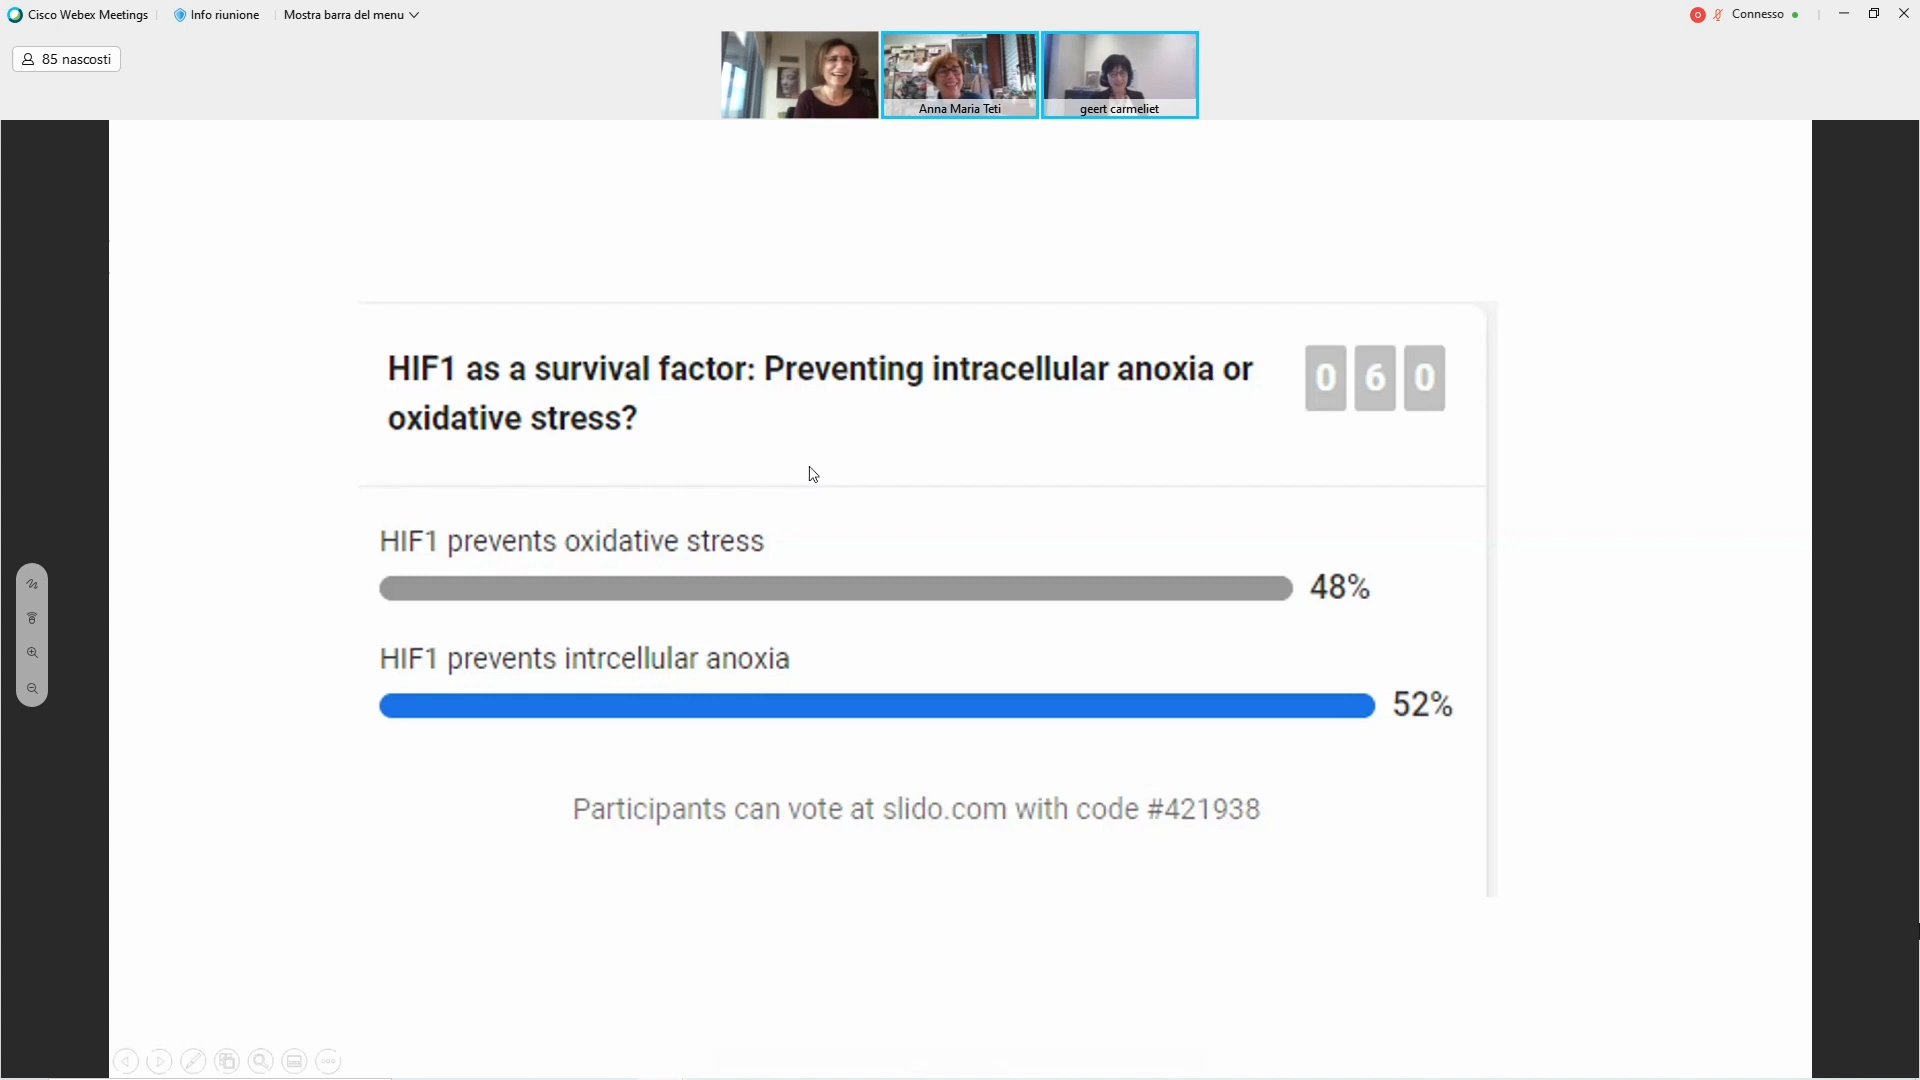 Cisco Webex Meetings
Info riunione
Mostra barra del menu
Connesso
85 nascosti
Anna Maria Teti
geert carmeliet
HIF1 as a survival factor: Preventing intracellular anoxia or
oxidative stress?
0 6 0
HIF1 prevents oxidative stress
48%
HIF1 prevents intrcellular anoxia
52%
Participants can vote at slido.com with code #421938